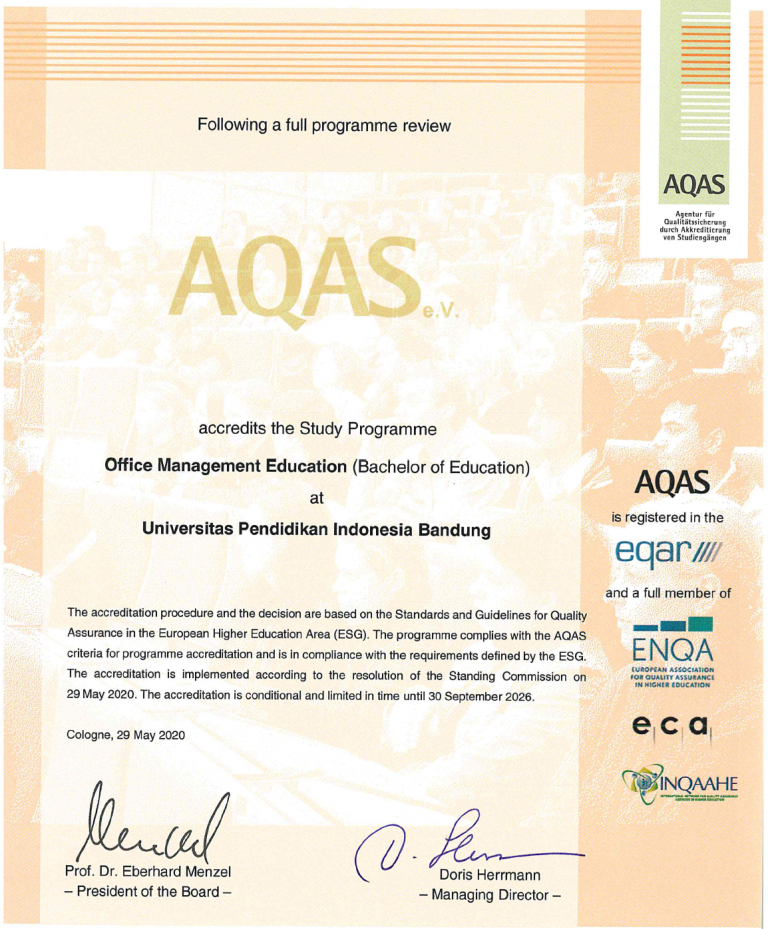 Following a full programme review
AQAS
Agentur für
Qualitätssicherung
durch Akkreditierung
von Studiengängen
AQAS e.V.
accredits the Study Programme
Office Management Education (Bachelor of Education)
at
Universitas Pendidikan Indonesia Bandung
The accreditation procedure and the decision are based on the Standards and Guidelines for Quality
Assurance in the European Higher Education Area (ESG). The programme complies with the AQAS
criteria for programme accreditation and is in compliance with the requirements defined by the ESG.
The accreditation is implemented according to the resolution of the Standing Commission on
29 May 2020. The accreditation is conditional and limited in time until 30 September 2026.
Cologne, 29 May 2020
Prof. Dr. Eberhard Menzel
– President of the Board –
Doris Herrmann
– Managing Director –
AQAS
is registered in the
eqar
and a full member of
ENQA
EUROPEAN ASSOCIATION
FOR QUALITY ASSURANCE
IN HIGHER EDUCATION
e c a
INQAAHE